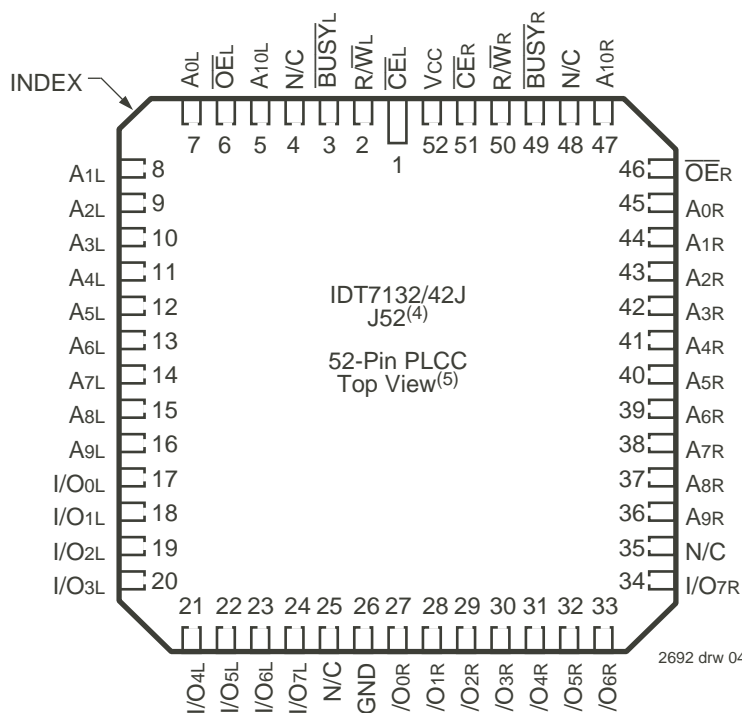 INDEX
A0L
OEL
A10L
N/C
BUSYL
R/WL
CEL
VCC
CER
R/WR
BUSYR
N/C
A10R
7 6 5 4 3 2 1 52 51 50 49 48 47
A1L 8
A2L 9
A3L 10
A4L 11
A5L 12
A6L 13
A7L 14
A8L 15
A9L 16
I/O0L 17
I/O1L 18
I/O2L 19
I/O3L 20
IDT7132/42J
J52(4)
52-Pin PLCC
Top View(5)
46 OER
45 A0R
44 A1R
43 A2R
42 A3R
41 A4R
40 A5R
39 A6R
38 A7R
37 A8R
36 A9R
35 N/C
34 I/O7R
21 22 23 24 25 26 27 28 29 30 31 32 33
I/O4L
I/O5L
I/O6L
I/O7L
N/C
GND
/O0R
/O1R
/O2R
/O3R
/O4R
/O5R
/O6R
2692 drw 04